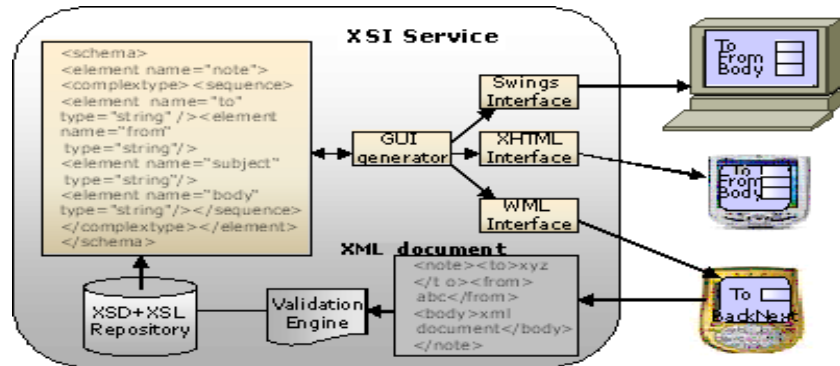 XSI Service
<schema>
<element name="note">
<complextype><sequence>
<element name="to"
type="string" /><element
name="from"
type="string"/>
<element name="subject"
type="string"/>
<element name="body"
type="string"/></sequence>
</complextype></element>
</schema>
GUI
generator
Swings
Interface
XHTML
Interface
WML
Interface
To
From
Body
To
From
Body
To
BackNext
XML document
<note><to>xyz
</t o><from>
abc</from>
<body>xml
document</body>
</note>
Validation
Engine
XSD+XSL
Repository